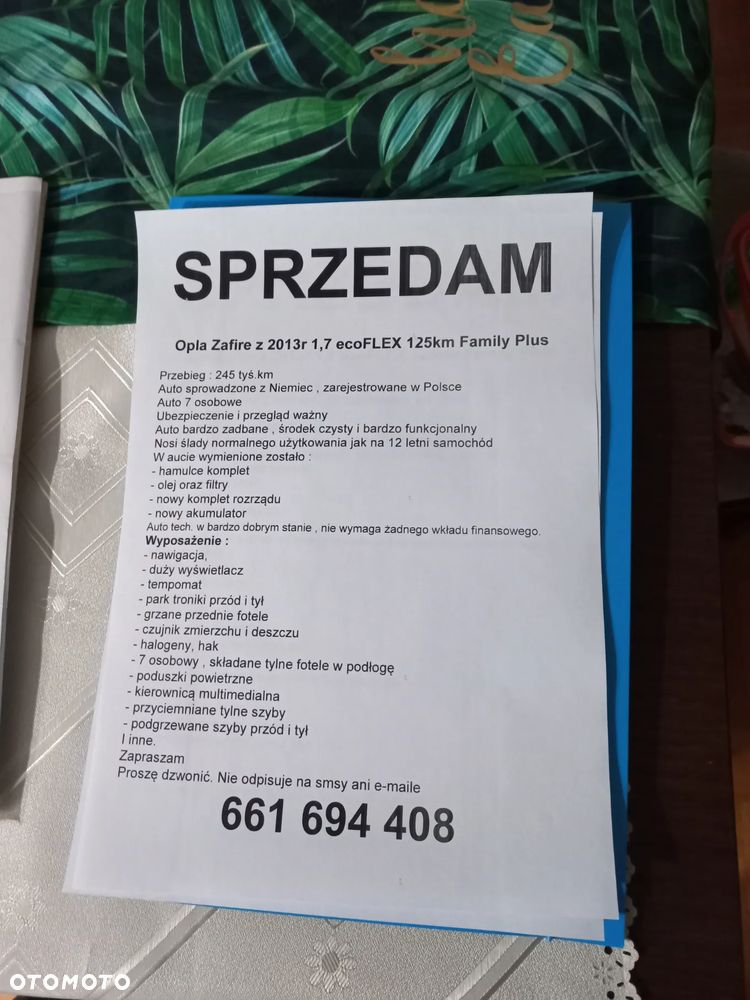 SPRZEDAM
Opla Zafire z 2013r 1,7 ecoFLEX 125km Family Plus
Przebieg : 245 tyś.km
Auto sprowadzone z Niemiec , zarejestrowane w Polsce
Auto 7 osobowe
Ubezpieczenie i przegląd ważny
Auto bardzo zadbane , środek czysty i bardzo funkcjonalny
Nosi ślady normalnego użytkowania jak na 12 letni samochód
W aucie wymienione zostało :
- hamulce komplet
- olej oraz filtry
- nowy komplet rozrządu
- nowy akumulator
Auto tech. w bardzo dobrym stanie , nie wymaga żadnego wkładu finansowego.
Wyposażenie :
- nawigacja,
- duży wyświetlacz
- tempomat
- park troniki przód i tył
- grzane przednie fotele
- czujnik zmierzchu i deszczu
- halogeny, hak
- 7 osobowy , składane tylne fotele w podłogę
- poduszki powietrzne
- kierownicą multimedialna
- przyciemniane tylne szyby
- podgrzewane szyby przód i tył
I inne.
Zapraszam
Proszę dzwonić. Nie odpisuje na smsy ani e-maile
661 694 408
OTOMOTO